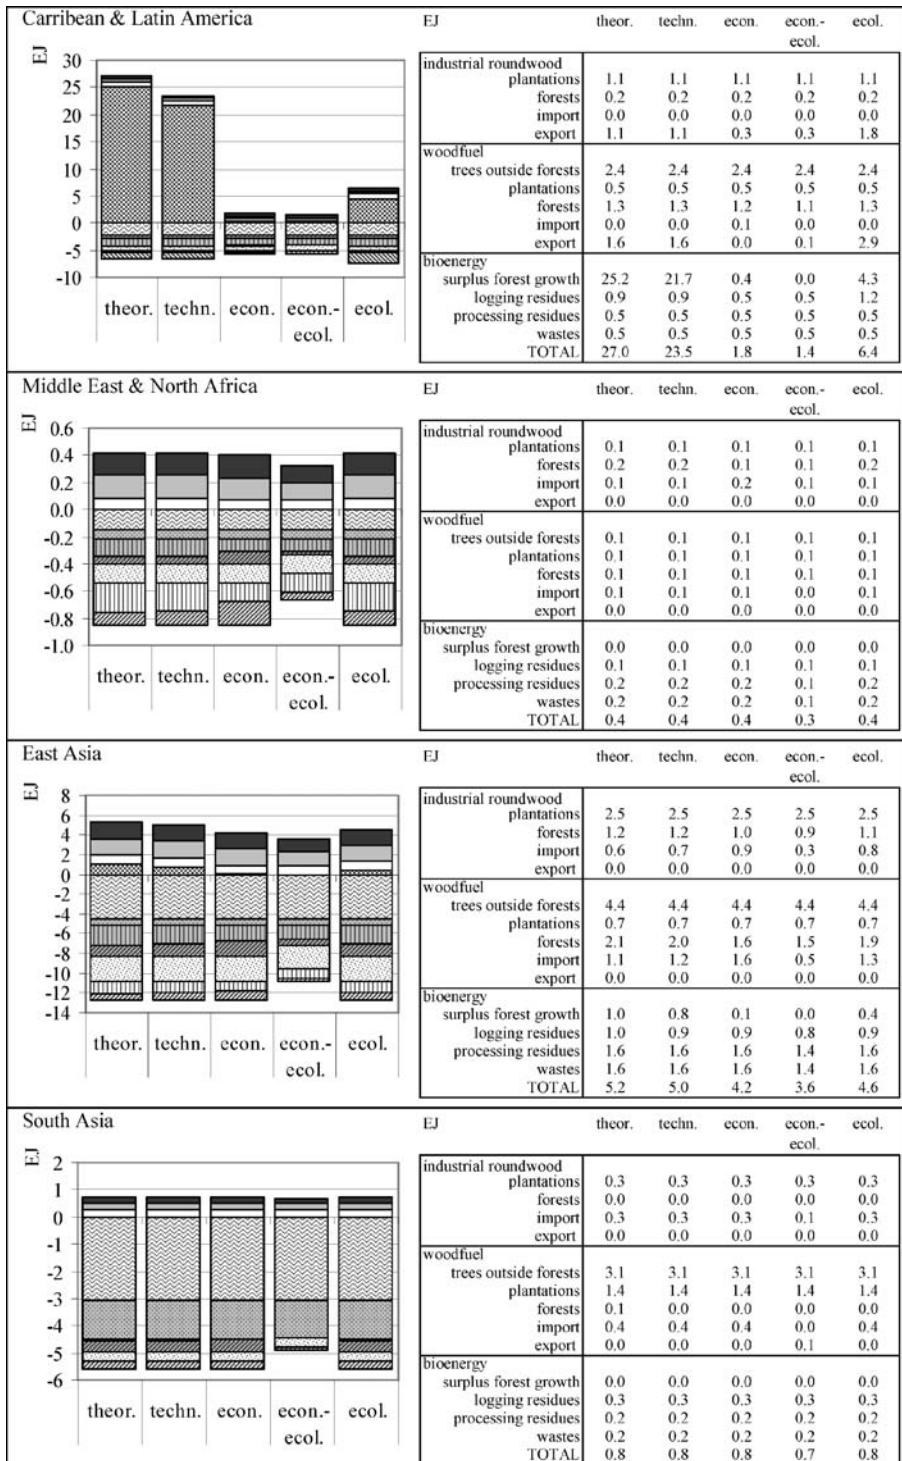 Carribean & Latin America
EJ
30
25
20
15
10
5
0
-5
-10
theor. techn. econ. econ.-ecol. ecol.
EJ theor. techn. econ. econ.-ecol. ecol.
industrial roundwood
plantations 1.1 1.1 1.1 1.1 1.1
forests 0.2 0.2 0.2 0.2 0.2
import 0.0 0.0 0.0 0.0 0.0
export 1.1 1.1 0.3 0.3 1.8
woodfuel
trees outside forests 2.4 2.4 2.4 2.4 2.4
plantations 0.5 0.5 0.5 0.5 0.5
forests 1.3 1.3 1.2 1.1 1.3
import 0.0 0.0 0.1 0.0 0.0
export 1.6 1.6 0.0 0.1 2.9
bioenergy
surplus forest growth 25.2 21.7 0.4 0.0 4.3
logging residues 0.9 0.9 0.5 0.5 1.2
processing residues 0.5 0.5 0.5 0.5 0.5
wastes 0.5 0.5 0.5 0.5 0.5
TOTAL 27.0 23.5 1.8 1.4 6.4
Middle East & North Africa
EJ
0.6
0.4
0.2
0.0
-0.2
-0.4
-0.6
-0.8
-1.0
theor. techn. econ. econ.-ecol. ecol.
EJ theor. techn. econ. econ.-ecol. ecol.
industrial roundwood
plantations 0.1 0.1 0.1 0.1 0.1
forests 0.2 0.2 0.1 0.1 0.2
import 0.1 0.1 0.2 0.1 0.1
export 0.0 0.0 0.0 0.0 0.0
woodfuel
trees outside forests 0.1 0.1 0.1 0.1 0.1
plantations 0.1 0.1 0.1 0.1 0.1
forests 0.1 0.1 0.1 0.1 0.1
import 0.1 0.1 0.1 0.0 0.1
export 0.0 0.0 0.0 0.0 0.0
bioenergy
surplus forest growth 0.0 0.0 0.0 0.0 0.0
logging residues 0.1 0.1 0.1 0.1 0.1
processing residues 0.2 0.2 0.2 0.1 0.2
wastes 0.2 0.2 0.2 0.1 0.2
TOTAL 0.4 0.4 0.4 0.3 0.4
East Asia
EJ
8
6
4
2
0
-2
-4
-6
-8
-10
-12
-14
theor. techn. econ. econ.-ecol. ecol.
EJ theor. techn. econ. econ.-ecol. ecol.
industrial roundwood
plantations 2.5 2.5 2.5 2.5 2.5
forests 1.2 1.2 1.0 0.9 1.1
import 0.6 0.7 0.9 0.3 0.8
export 0.0 0.0 0.0 0.0 0.0
woodfuel
trees outside forests 4.4 4.4 4.4 4.4 4.4
plantations 0.7 0.7 0.7 0.7 0.7
forests 2.1 2.0 1.6 1.5 1.9
import 1.1 1.2 1.6 0.5 1.3
export 0.0 0.0 0.0 0.0 0.0
bioenergy
surplus forest growth 1.0 0.8 0.1 0.0 0.4
logging residues 1.0 0.9 0.9 0.8 0.9
processing residues 1.6 1.6 1.6 1.4 1.6
wastes 1.6 1.6 1.6 1.4 1.6
TOTAL 5.2 5.0 4.2 3.6 4.6
South Asia
EJ
2
1
0
-1
-2
-3
-4
-5
-6
theor. techn. econ. econ.-ecol. ecol.
EJ theor. techn. econ. econ.-ecol. ecol.
industrial roundwood
plantations 0.3 0.3 0.3 0.3 0.3
forests 0.0 0.0 0.0 0.0 0.0
import 0.3 0.3 0.3 0.1 0.3
export 0.0 0.0 0.0 0.0 0.0
woodfuel
trees outside forests 3.1 3.1 3.1 3.1 3.1
plantations 1.4 1.4 1.4 1.4 1.4
forests 0.1 0.0 0.0 0.0 0.0
import 0.4 0.4 0.4 0.0 0.4
export 0.0 0.0 0.0 0.1 0.0
bioenergy
surplus forest growth 0.0 0.0 0.0 0.0 0.0
logging residues 0.3 0.3 0.3 0.3 0.3
processing residues 0.2 0.2 0.2 0.2 0.2
wastes 0.2 0.2 0.2 0.2 0.2
TOTAL 0.8 0.8 0.8 0.7 0.8